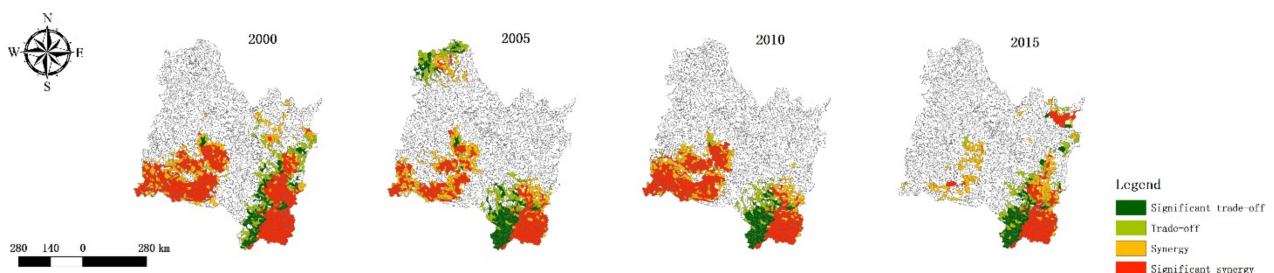 N
W E
S
2000
2005
2010
2015
280 140 0 280 km
Legend
Significant trade-off
Trade-off
Synergy
Significant synergy